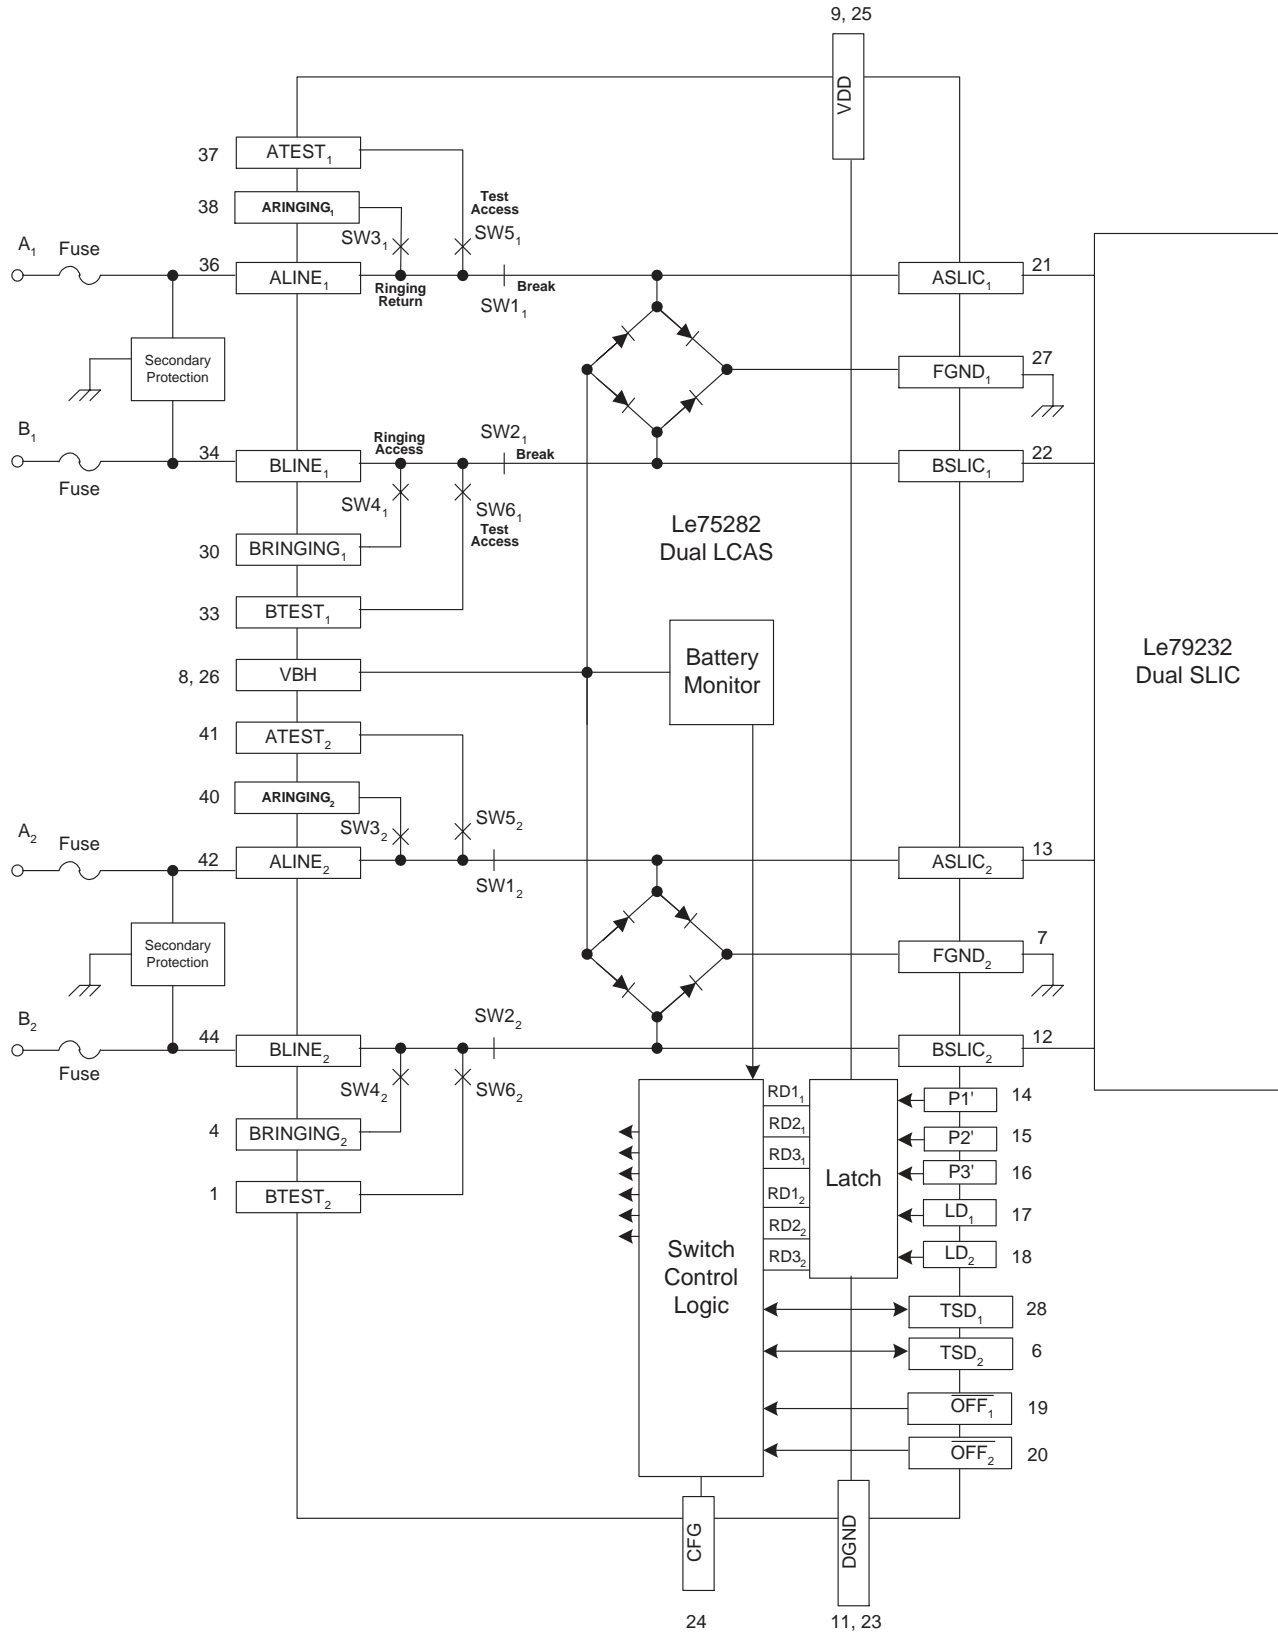 9, 25
VDD
37
ATEST₁
38
ARINGING₁
Test
Access
SW3₁
SW5₁
A₁
Fuse
36
ALINE₁
Ringing
Return
Break
SW1₁
ASLIC₁
21
Secondary
Protection
FGND₁
27
B₁
Fuse
34
BLINE₁
Ringing
Access
SW2₁
Break
BSLIC₁
22
SW4₁
SW6₁
Test
Access
30
BRINGING₁
33
BTEST₁
Le75282
Dual LCAS
Le79232
Dual SLIC
8, 26
VBH
Battery
Monitor
41
ATEST₂
40
ARINGING₂
SW3₂
SW5₂
A₂
Fuse
42
ALINE₂
SW1₂
ASLIC₂
13
Secondary
Protection
FGND₂
7
B₂
Fuse
44
BLINE₂
SW2₂
BSLIC₂
12
SW4₂
SW6₂
4
BRINGING₂
1
BTEST₂
Switch
Control
Logic
RD1₁
RD2₁
RD3₁
RD1₂
RD2₂
RD3₂
Latch
P1'
14
P2'
15
P3'
16
LD₁
17
LD₂
18
TSD₁
28
TSD₂
6
OFF₁
19
OFF₂
20
CFG
24
DGND
11, 23